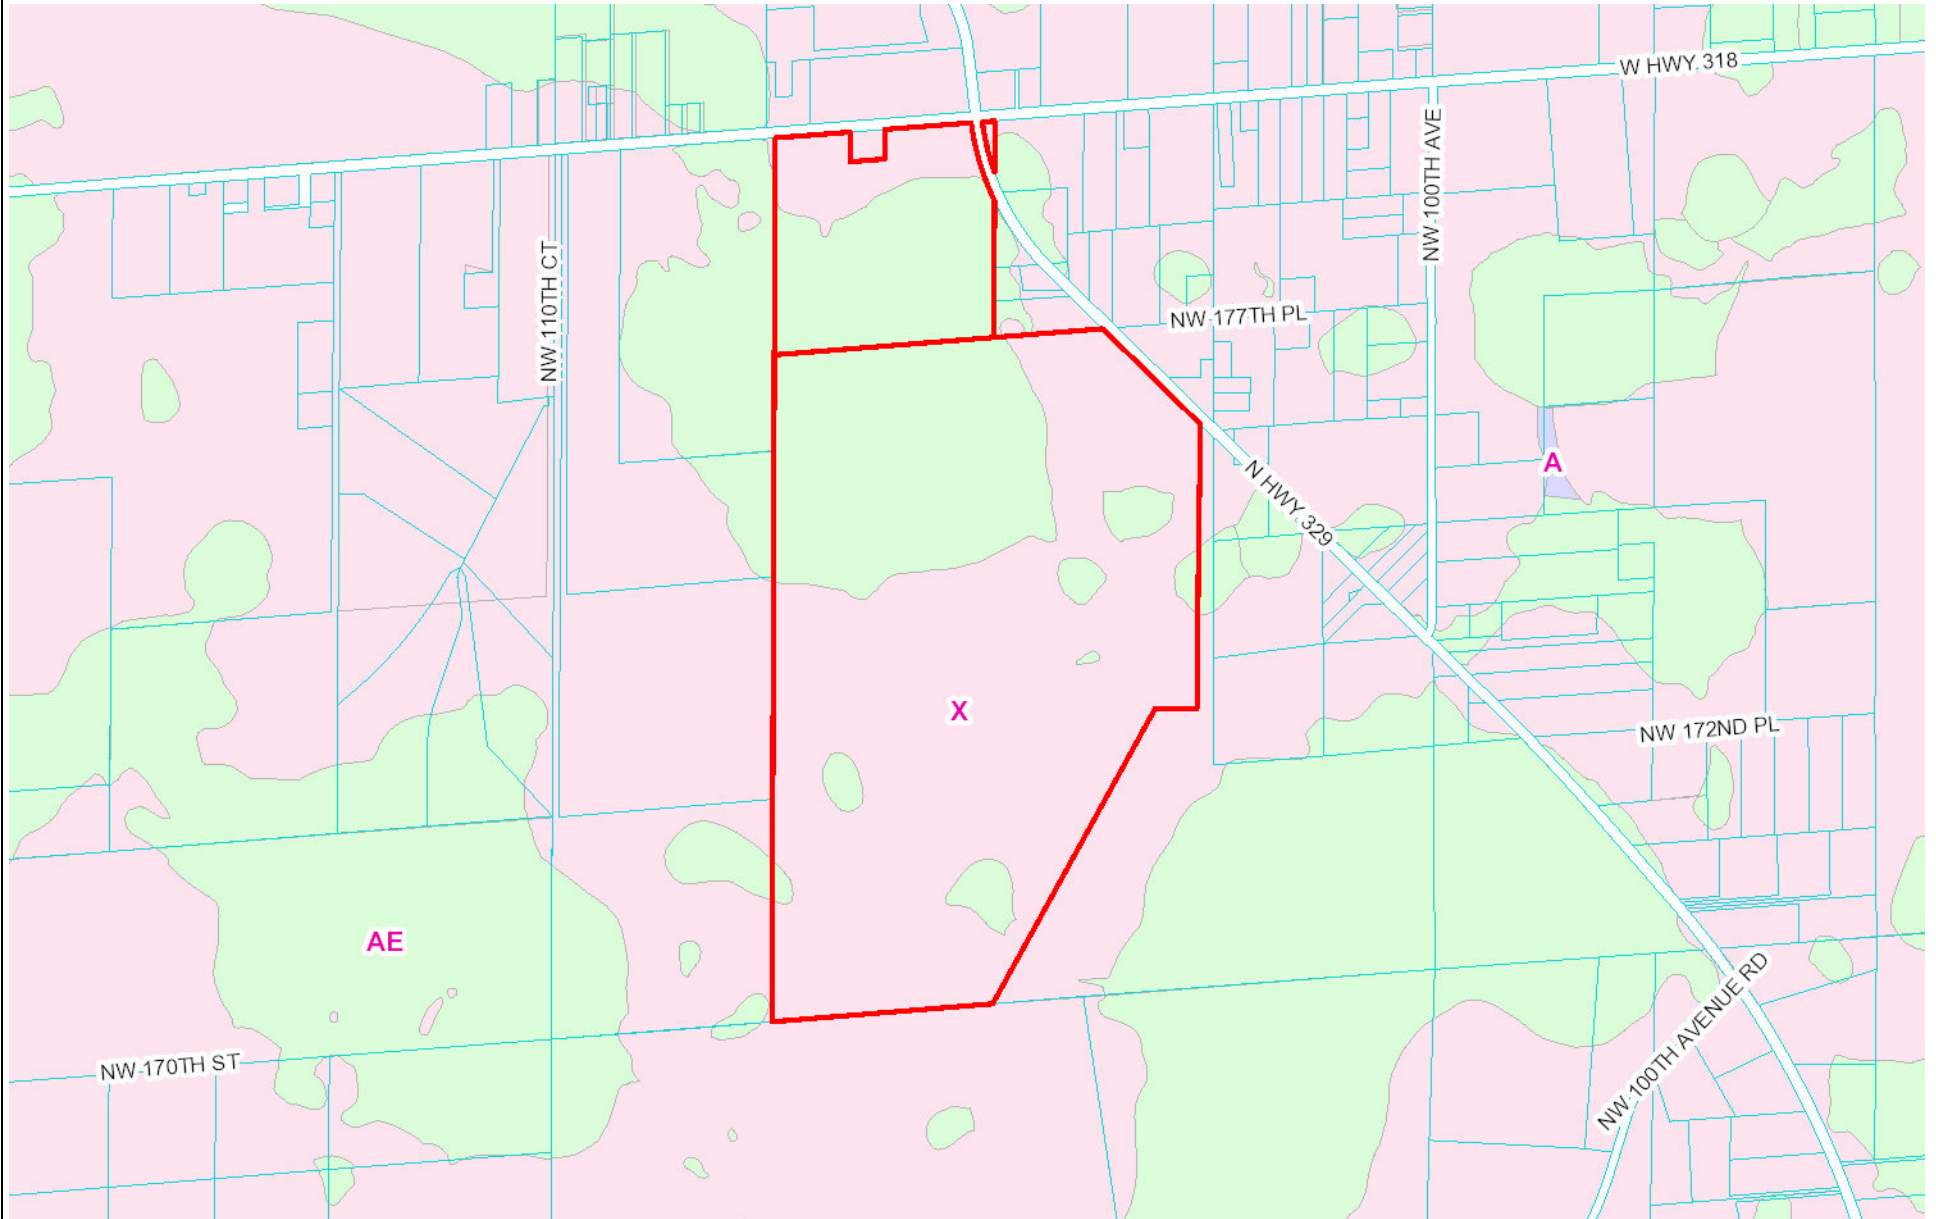 W HWY 318
NW 100TH AVE
NW 110TH CT
NW 177TH PL
A
N HWY 329
X
NW 172ND PL
AE
NW 100TH AVENUE RD
NW 170TH ST